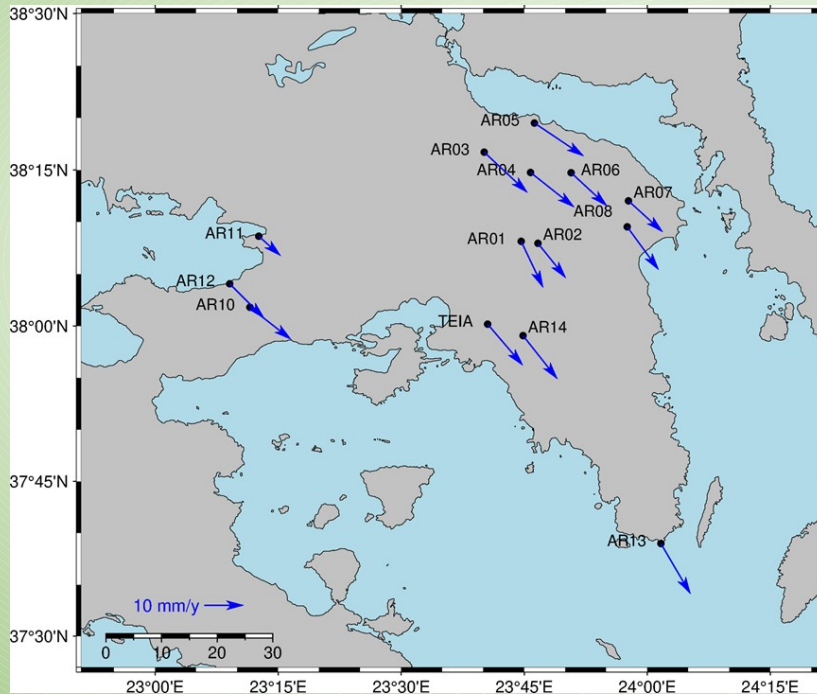 38°30'N
AR05
AR03
38°15'N
AR04
AR06
AR07
AR08
AR11
AR01
AR02
AR12
AR10
38°00'N
TEIA
AR14
37°45'N
AR13
10 mm/y
37°30'N
0 10 20 30
23°00'E 23°15'E 23°30'E 23°45'E 24°00'E 24°15'E